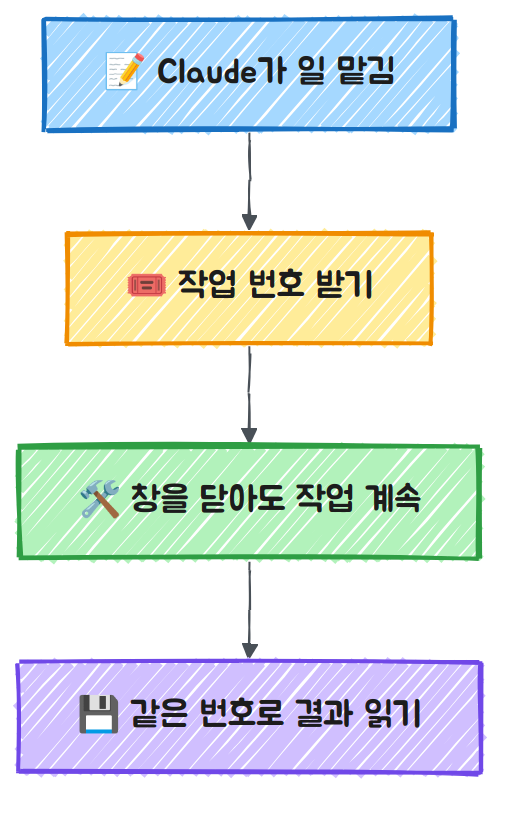 📝 Claude가 일 맡김
🎟️ 작업 번호 받기
🛠️ 창을 닫아도 작업 계속
💾 같은 번호로 결과 읽기